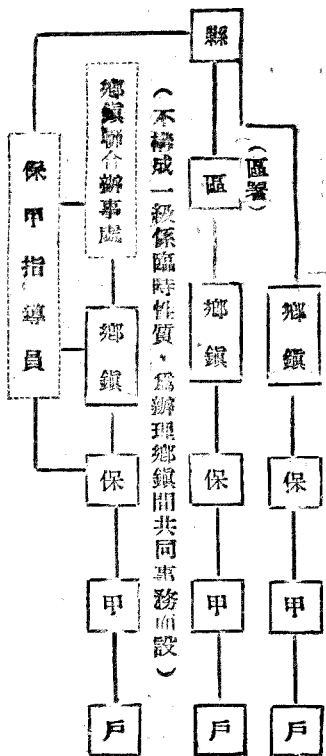 縣
鄉鎮
保
甲
戶
（區署）
區
鄉鎮
保
甲
戶
（不構成一級係臨時性質，爲辦理鄉鎮間共同事務而設）
鄉鎮聯合辦事處
鄉鎮
保
甲
戶
保甲指導員